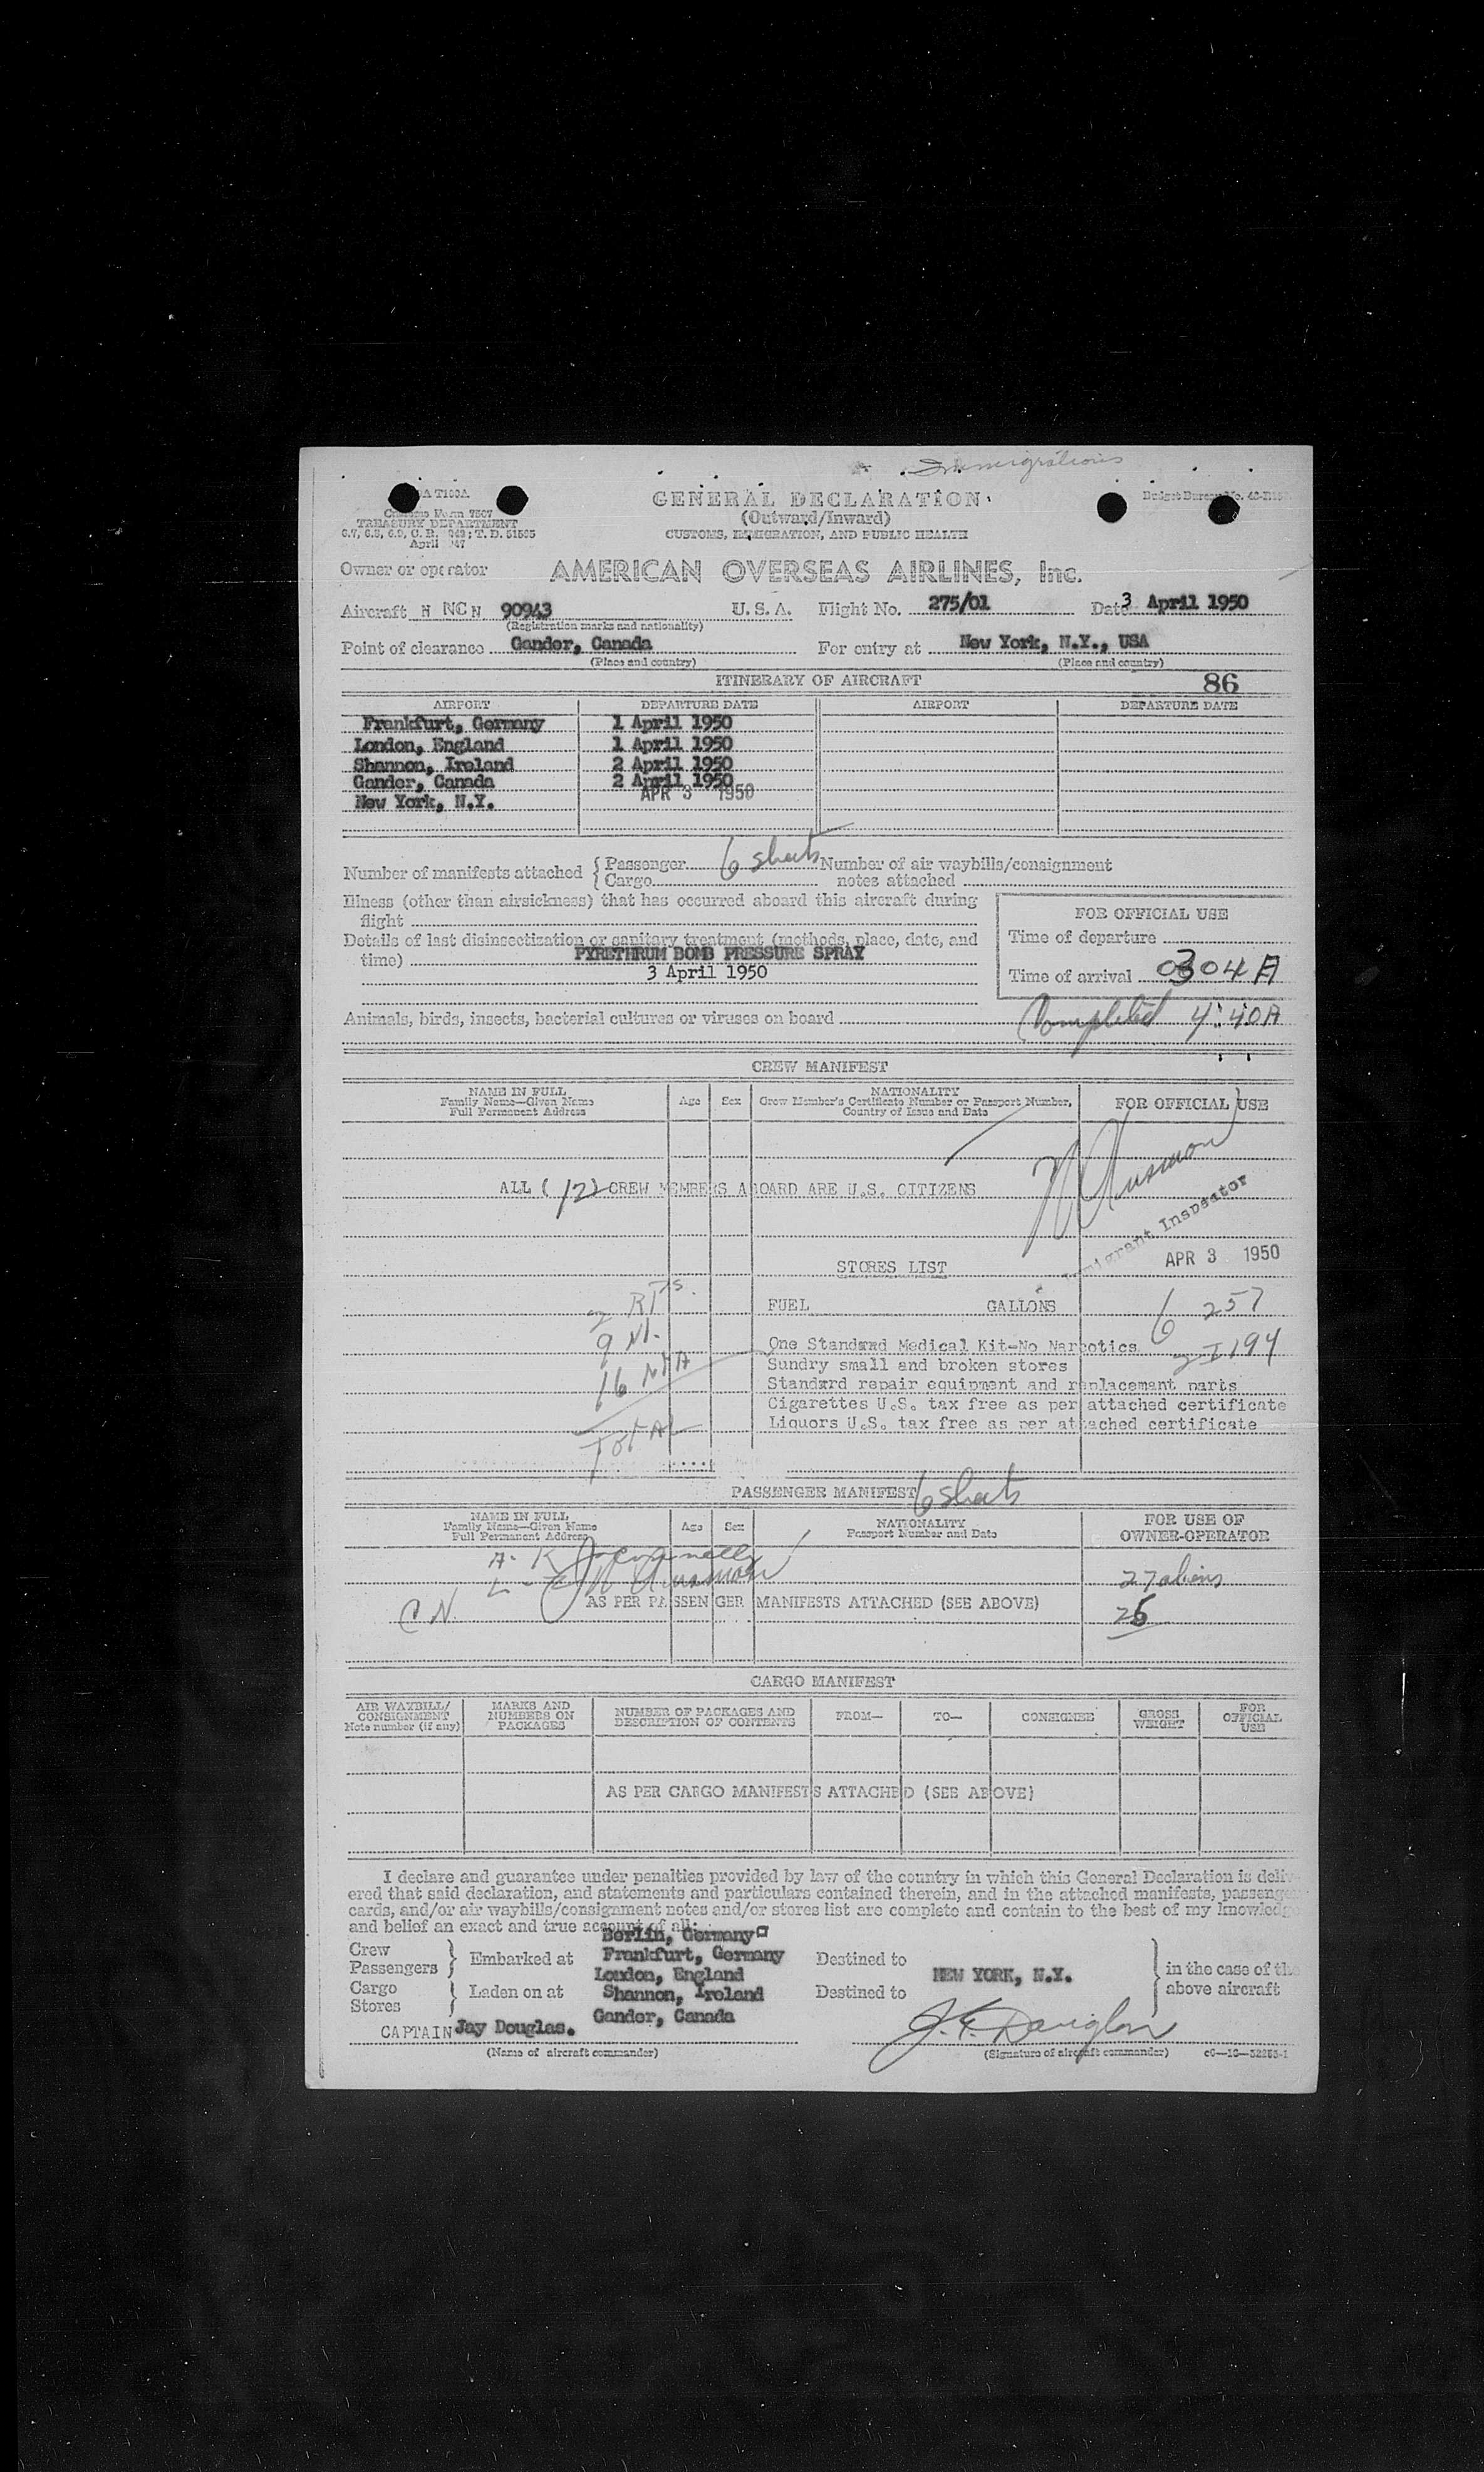 Immigrations
GENERAL DECLARATION
(Outward/Inward)
CUSTOMS, IMMIGRATION, AND PUBLIC HEALTH
Customs Form 7507
TREASURY DEPARTMENT
April 47
Owner or operator AMERICAN OVERSEAS AIRLINES, Inc.
Aircraft N NC N 90943 U. S. A. Flight No. 275/01 Date 3 April 1950
(Registration marks and nationality)
Point of clearance Gander, Canada For entry at New York, N.Y., USA
(Place and country) (Place and country)
ITINERARY OF AIRCRAFT 86
AIRPORT DEPARTURE DATE AIRPORT DEPARTURE DATE
Frankfurt, Germany 1 April 1950
London, England 1 April 1950
Shannon, Ireland 2 April 1950
Gander, Canada 2 April 1950
New York, N.Y. APR 3 1950
Number of manifests attached { Passenger 6 sheets Number of air waybills/consignment
{ Cargo notes attached
Illness (other than airsickness) that has occurred aboard this aircraft during
flight
FOR OFFICIAL USE
Details of last disinsectization or sanitary treatment (methods, place, date, and
time) PYRETHRUM BOMB PRESSURE SPRAY
3 April 1950
Time of departure
Time of arrival 0304A
Animals, birds, insects, bacterial cultures or viruses on board Completed 4:40A
CREW MANIFEST
NAME IN FULL
Family Name—Given Name
Full Permanent Address
Age Sex
NATIONALITY
Crew Member's Certificate Number or Passport Number,
Country of Issue and Date
FOR OFFICIAL USE
ALL (12) CREW MEMBERS ABOARD ARE U.S. CITIZENS
Immigrant Inspector
APR 3 1950
STORES LIST
2 RPs.
FUEL GALLONS 6 257
9 NI.
One Standard Medical Kit-No Narcotics 2I194
16
Sundry small and broken stores
Standard repair equipment and replacement parts
Cigarettes U.S. tax free as per attached certificate
Liquors U.S. tax free as per attached certificate
TOTAL
PASSENGER MANIFEST 6 sheets
NAME IN FULL
Family Name—Given Name
Full Permanent Address
Age Sex
NATIONALITY
Passport Number and Date
FOR USE OF
OWNER-OPERATOR
27 aliens
C.N. AS PER PASSENGER MANIFESTS ATTACHED (SEE ABOVE)
26
CARGO MANIFEST
AIR WAYBILL/
CONSIGNMENT
Note number (if any)
MARKS AND
NUMBERS ON
PACKAGES
NUMBER OF PACKAGES AND
DESCRIPTION OF CONTENTS
FROM— TO— CONSIGNEE
GROSS
WEIGHT
FOR
OFFICIAL
USE
AS PER CARGO MANIFESTS ATTACHED (SEE ABOVE)
I declare and guarantee under penalties provided by law of the country in which this General Declaration is deliv
ered that said declaration, and statements and particulars contained therein, and in the attached manifests, passenge
cards, and/or air waybills/consignment notes and/or stores list are complete and contain to the best of my knowledg
and belief an exact and true account of all:
Berlin, Germany
Crew
Passengers } Embarked at Frankfurt, Germany Destined to
London, England NEW YORK, N.Y. in the case of the
Cargo
Stores } Laden on at Shannon, Ireland Destined to above aircraft
Gander, Canada
CAPTAIN Jay Douglas. J. F. Douglas
(Name of aircraft commander) (Signature of aircraft commander)